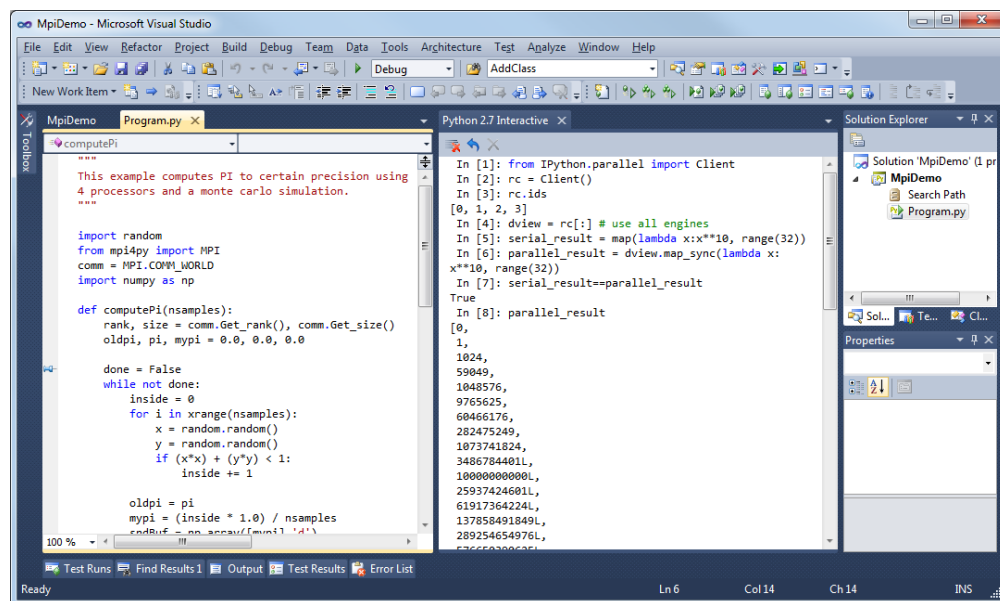 MpiDemo - Microsoft Visual Studio
File Edit View Refactor Project Build Debug Team Data Tools Architecture Test Analyze Window Help
Debug AddClass
New Work Item
Toolbox
MpiDemo Program.py
computePi
"""
This example computes PI to certain precision using
4 processors and a monte carlo simulation.
"""
import random
from mpi4py import MPI
comm = MPI.COMM_WORLD
import numpy as np
def computePi(nsamples):
rank, size = comm.Get_rank(), comm.Get_size()
oldpi, pi, mypi = 0.0, 0.0, 0.0
done = False
while not done:
inside = 0
for i in xrange(nsamples):
x = random.random()
y = random.random()
if (x*x) + (y*y) < 1:
inside += 1
oldpi = pi
mypi = (inside * 1.0) / nsamples
100 %
Python 2.7 Interactive
In [1]: from IPython.parallel import Client
In [2]: rc = Client()
In [3]: rc.ids
[0, 1, 2, 3]
In [4]: dview = rc[:] # use all engines
In [5]: serial_result = map(lambda x:x**10, range(32))
In [6]: parallel_result = dview.map_sync(lambda x:
x**10, range(32))
In [7]: serial_result==parallel_result
True
In [8]: parallel_result
[0,
1,
1024,
59049,
1048576,
9765625,
60466176,
282475249,
1073741824,
3486784401L,
10000000000L,
25937424601L,
61917364224L,
137858491849L,
289254654976L,
Solution Explorer
Solution 'MpiDemo' (1 pr
MpiDemo
Search Path
Program.py
Sol... Te... Cl...
Properties
Test Runs Find Results 1 Output Test Results Error List
Ready Ln 6 Col 14 Ch 14 INS